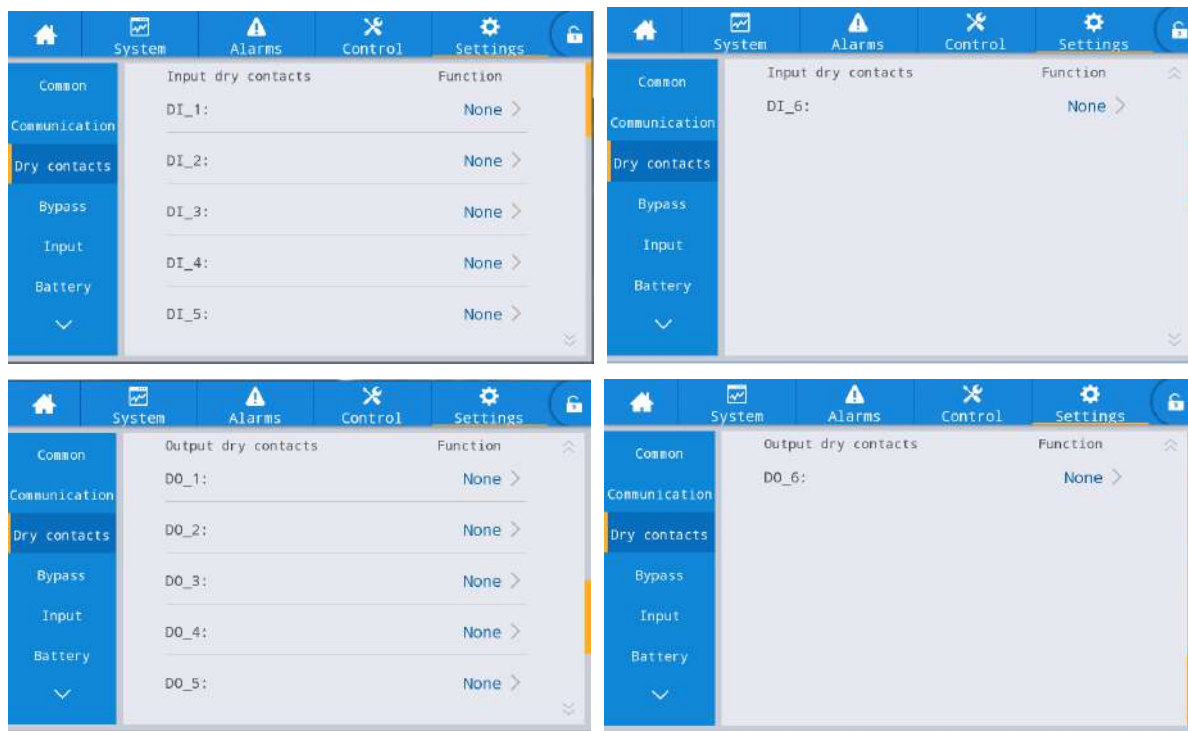 System Alarms Control Settings
Common
Communication
Dry contacts
Bypass
Input
Battery
Input dry contacts Function
DI_1: None
DI_2: None
DI_3: None
DI_4: None
DI_5: None
System Alarms Control Settings
Common
Communication
Dry contacts
Bypass
Input
Battery
Input dry contacts Function
DI_6: None
System Alarms Control Settings
Common
Communication
Dry contacts
Bypass
Input
Battery
Output dry contacts Function
DO_1: None
DO_2: None
DO_3: None
DO_4: None
DO_5: None
System Alarms Control Settings
Common
Communication
Dry contacts
Bypass
Input
Battery
Output dry contacts Function
DO_6: None